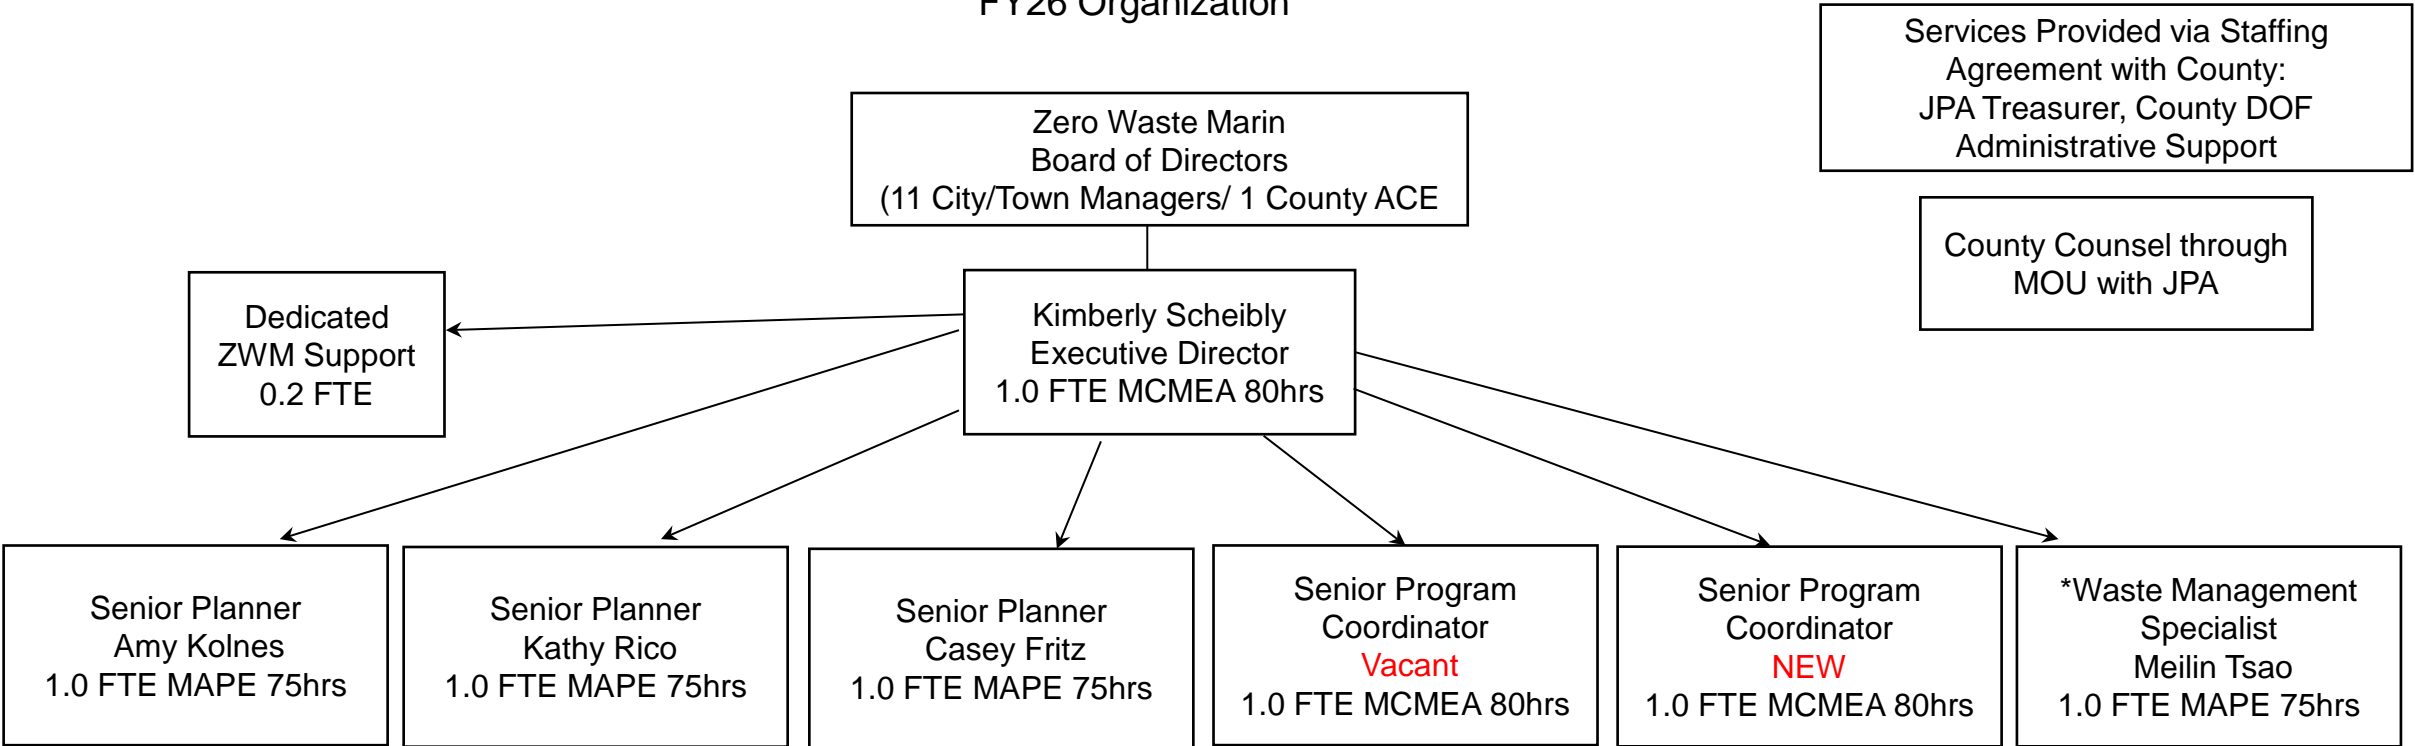 FY26 Organization
Services Provided via Staffing
Agreement with County:
JPA Treasurer, County DOF
Administrative Support
Zero Waste Marin
Board of Directors
(11 City/Town Managers/ 1 County ACE
County Counsel through
MOU with JPA
Dedicated
ZWM Support
0.2 FTE
Kimberly Scheibly
Executive Director
1.0 FTE MCMEA 80hrs
Senior Planner
Amy Kolnes
1.0 FTE MAPE 75hrs
Senior Planner
Kathy Rico
1.0 FTE MAPE 75hrs
Senior Planner
Casey Fritz
1.0 FTE MAPE 75hrs
Senior Program
Coordinator
Vacant
1.0 FTE MCMEA 80hrs
Senior Program
Coordinator
NEW
1.0 FTE MCMEA 80hrs
*Waste Management
Specialist
Meilin Tsao
1.0 FTE MAPE 75hrs